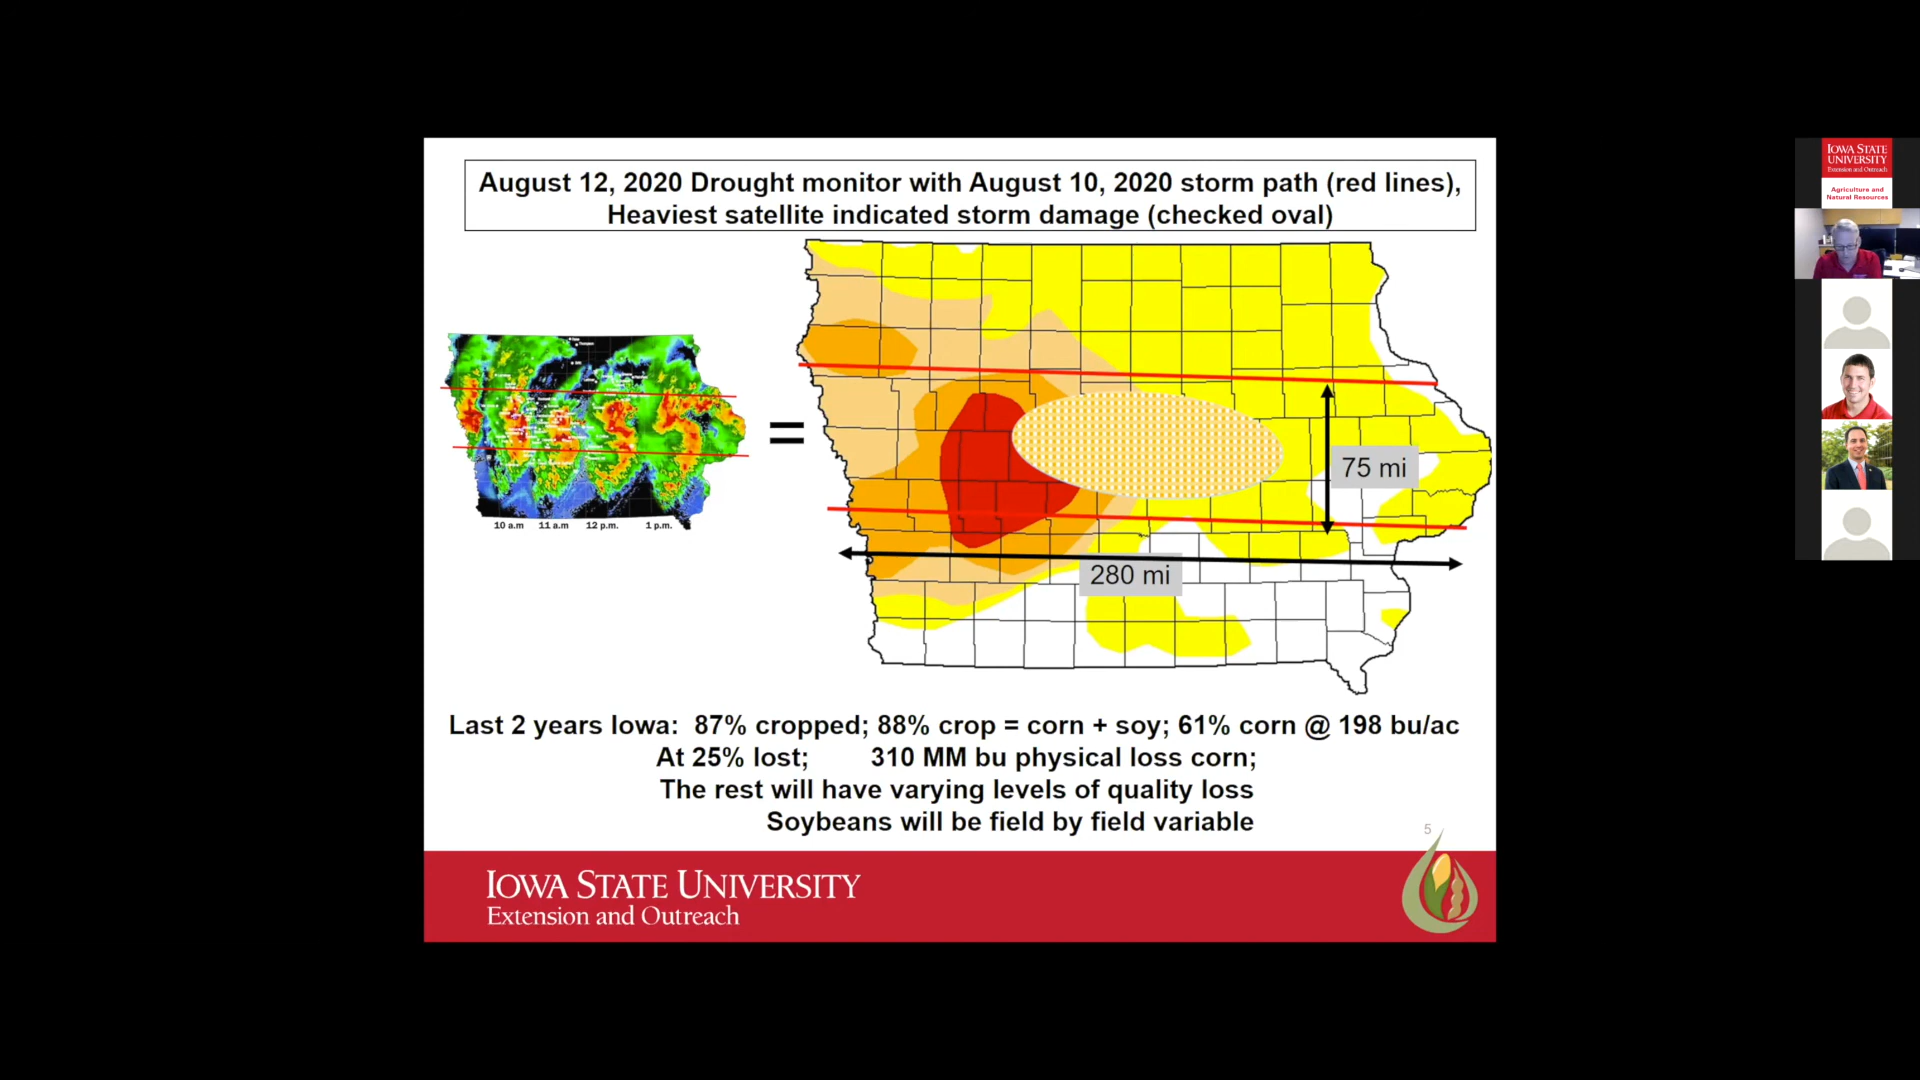 August 12, 2020 Drought monitor with August 10, 2020 storm path (red lines),
Heaviest satellite indicated storm damage (checked oval)
10 a.m 11 a.m 12 p.m. 1 p.m.
=
75 mi
280 mi
Last 2 years Iowa: 87% cropped; 88% crop = corn + soy; 61% corn @ 198 bu/ac
At 25% lost; 310 MM bu physical loss corn;
The rest will have varying levels of quality loss
Soybeans will be field by field variable
5
IOWA STATE UNIVERSITY
Extension and Outreach
IOWA STATE
UNIVERSITY
Extension and Outreach
Agriculture and
Natural Resources